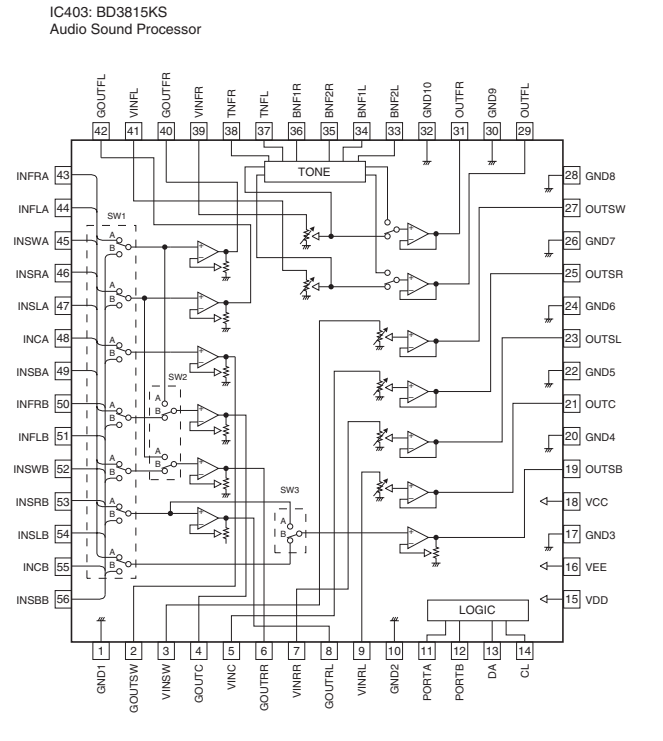 IC403: BD3815KS
Audio Sound Processor
GOUTFL VINFL GOUTFR VINFR TNFR TNFL BNF1R BNF2R BNF1L BNF2L GND10 OUTFR GND9 OUTFL
42 41 40 39 38 37 36 35 34 33 32 31 30 29
TONE
INFRA 43
28 GND8
INFLA 44
27 OUTSW
SW1
INSWA 45
A
B
26 GND7
INSRA 46
25 OUTSR
INSLA 47
A
B
24 GND6
INCA 48
A
B
23 OUTSL
INSBA 49
22 GND5
SW2
INFRB 50
A
B
A
B
21 OUTC
INFLB 51
20 GND4
INSWB 52
A
B
A
B
19 OUTSB
SW3
INSRB 53
A
B
18 VCC
INSLB 54
A
B
17 GND3
INCB 55
A
B
16 VEE
INSBB 56
15 VDD
LOGIC
1 2 3 4 5 6 7 8 9 10 11 12 13 14
GND1 GOUTSW VINSW GOUTC VINC GOUTRR VINRR GOUTRL VINRL GND2 PORTA PORTB DA CL